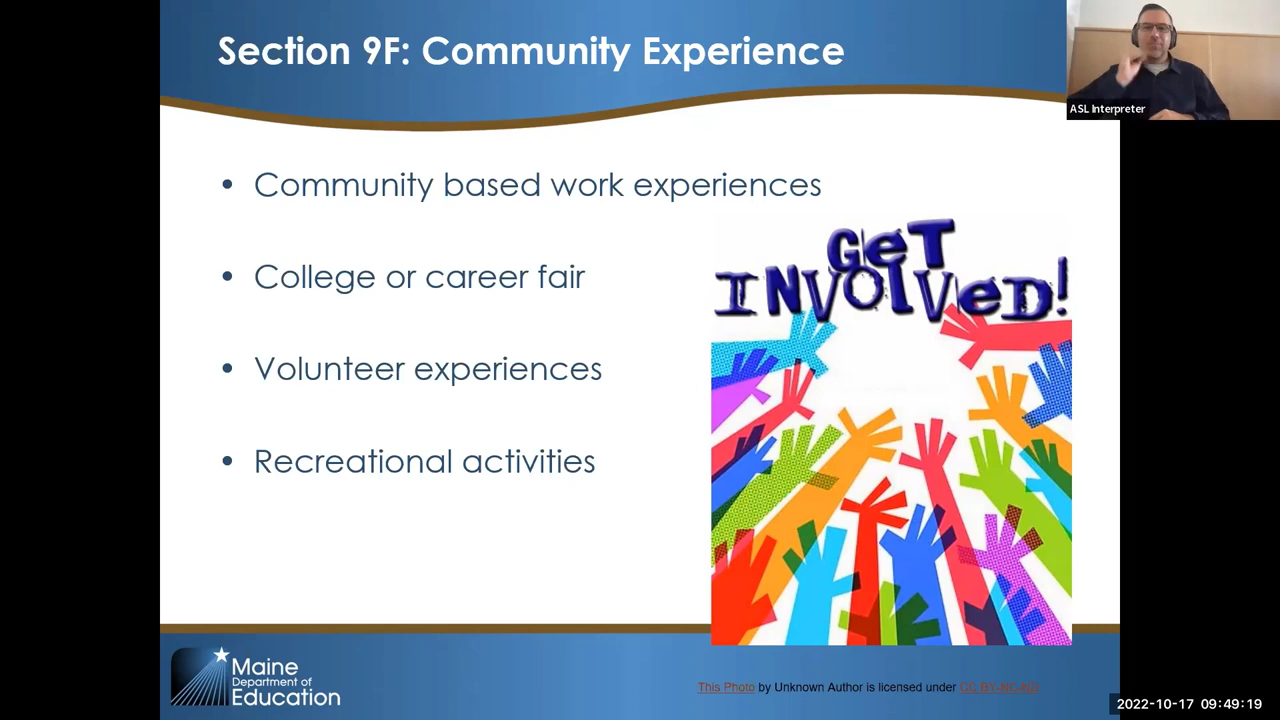 Section 9F: Community Experience
ASL Interpreter
• Community based work experiences
• College or career fair
• Volunteer experiences
• Recreational activities
GeT
INVOlVeD!
Maine
Department of
Education
This Photo by Unknown Author is licensed under CC BY-NC-ND
2022-10-17 09:49:19